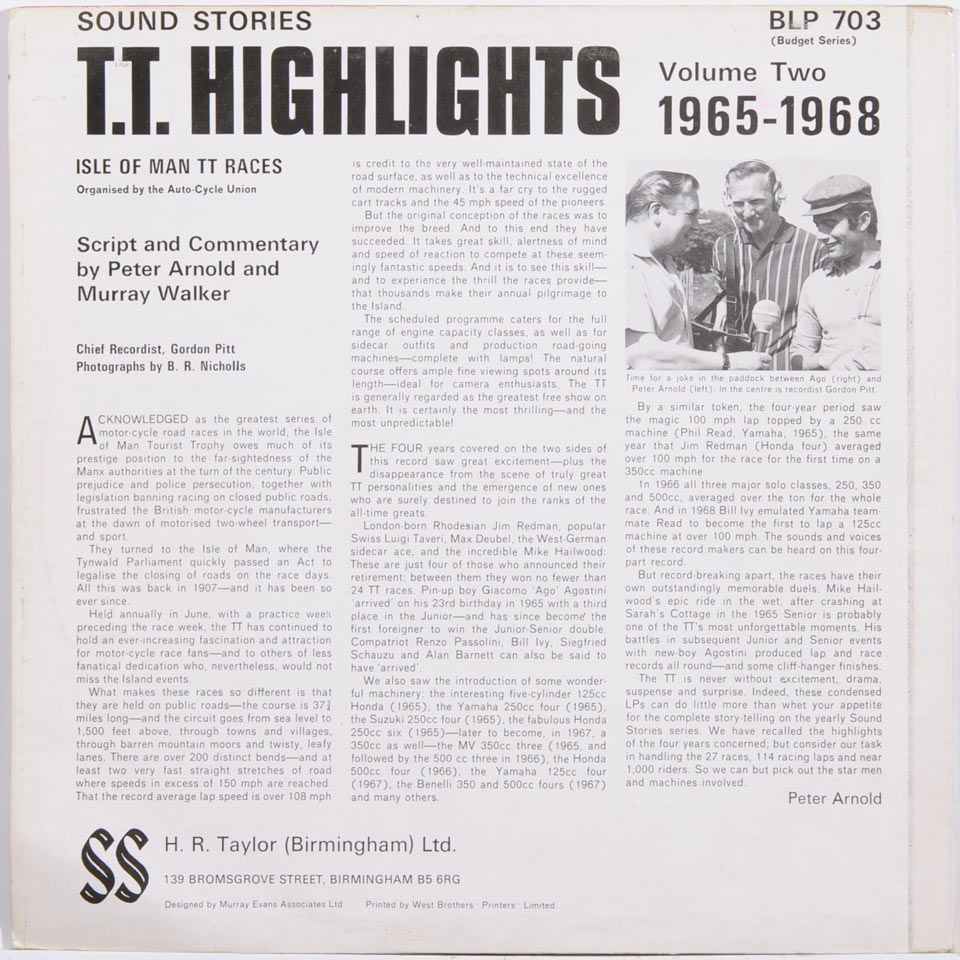 SOUND STORIES
BLP 703
(Budget Series)
T.T. HIGHLIGHTS
Volume Two
1965-1968
ISLE OF MAN TT RACES
Organised by the Auto-Cycle Union
Script and Commentary
by Peter Arnold and
Murray Walker
Chief Recordist, Gordon Pitt
Photographs by B. R. Nicholls
ACKNOWLEDGED as the greatest series of
motor-cycle road races in the world, the Isle
of Man Tourist Trophy owes much of its
prestige position to the far-sightedness of the
Manx authorities at the turn of the century. Public
prejudice and police persecution, together with
legislation banning racing on closed public roads,
frustrated the British motor-cycle manufacturers
at the dawn of motorised two-wheel transport—
and sport.
They turned to the Isle of Man, where the
Tynwald Parliament quickly passed an Act to
legalise the closing of roads on the race days.
All this was back in 1907—and it has been so
ever since.
Held annually in June, with a practice week
preceding the race week, the TT has continued to
hold an ever-increasing fascination and attraction
for motor-cycle race fans—and to others of less
fanatical dedication who, nevertheless, would not
miss the Island events.
What makes these races so different is that
they are held on public roads—the course is 37¾
miles long—and the circuit goes from sea level to
1,500 feet above, through towns and villages,
through barren mountain moors and twisty, leafy
lanes. There are over 200 distinct bends—and at
least two very fast straight stretches of road
where speeds in excess of 150 mph are reached.
That the record average lap speed is over 108 mph
is credit to the very well-maintained state of the
road surface, as well as to the technical excellence
of modern machinery. It's a far cry to the rugged
cart tracks and the 45 mph speed of the pioneers.
But the original conception of the races was to
improve the breed. And to this end they have
succeeded. It takes great skill, alertness of mind
and speed of reaction to compete at these seem-
ingly fantastic speeds. And it is to see this skill—
and to experience the thrill the races provide—
that thousands make their annual pilgrimage to
the Island.
The scheduled programme caters for the full
range of engine capacity classes, as well as for
sidecar outfits and production road-going
machines—complete with lamps! The natural
course offers ample fine viewing spots around its
length—ideal for camera enthusiasts. The TT
is generally regarded as the greatest free show on
earth. It is certainly the most thrilling—and the
most unpredictable!
THE FOUR years covered on the two sides of
this record saw great excitement—plus the
disappearance from the scene of truly great
TT personalities and the emergence of new ones
who are surely destined to join the ranks of the
all-time greats.
London-born Rhodesian Jim Redman, popular
Swiss Luigi Taveri, Max Deubel, the West-German
sidecar ace, and the incredible Mike Hailwood:
These are just four of those who announced their
retirement; between them they won no fewer than
24 TT races. Pin-up boy Giacomo 'Ago' Agostini
'arrived' on his 23rd birthday in 1965 with a third
place in the Junior—and has since become the
first foreigner to win the Junior-Senior double.
Compatriot Renzo Passolini, Bill Ivy, Siegfried
Schauzu and Alan Barnett can also be said to
have 'arrived'.
We also saw the introduction of some wonder-
ful machinery: the interesting five-cylinder 125cc
Honda (1965), the Yamaha 250cc four (1965),
the Suzuki 250cc four (1965), the fabulous Honda
250cc six (1965)—later to become, in 1967, a
350cc as well—the MV 350cc three (1965, and
followed by the 500 cc three in 1966), the Honda
500cc four (1966), the Yamaha 125cc four
(1967), the Benelli 350 and 500cc fours (1967)
and many others.
Time for a joke in the paddock between Ago (right) and
Peter Arnold (left). In the centre is recordist Gordon Pitt
By a similar token, the four-year period saw
the magic 100 mph lap topped by a 250 cc
machine (Phil Read, Yamaha, 1965), the same
year that Jim Redman (Honda four) averaged
over 100 mph for the race for the first time on a
350cc machine.
In 1966 all three major solo classes, 250, 350
and 500cc, averaged over the ton for the whole
race. And in 1968 Bill Ivy emulated Yamaha team-
mate Read to become the first to lap a 125cc
machine at over 100 mph. The sounds and voices
of these record makers can be heard on this four-
part record.
But record-breaking apart, the races have their
own outstandingly memorable duels. Mike Hail-
wood's epic ride in the wet, after crashing at
Sarah's Cottage in the 1965 Senior is probably
one of the TT's most unforgettable moments. His
battles in subsequent Junior and Senior events
with new-boy Agostini produced lap and race
records all round—and some cliff-hanger finishes.
The TT is never without excitement, drama,
suspense and surprise. Indeed, these condensed
LPs can do little more than whet your appetite
for the complete story-telling on the yearly Sound
Stories series. We have recalled the highlights
of the four years concerned; but consider our task
in handling the 27 races, 114 racing laps and near
1,000 riders. So we can but pick out the star men
and machines involved.
Peter Arnold
SS
H. R. Taylor (Birmingham) Ltd.
139 BROMSGROVE STREET, BIRMINGHAM B5 6RG
Designed by Murray Evans Associates Ltd Printed by West Brothers · Printers · Limited